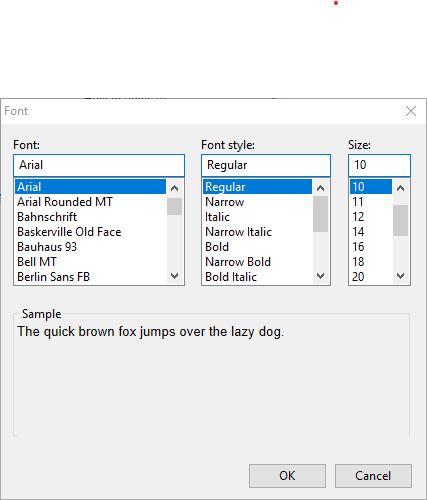 Font
Font:
Font style:
Size:
Arial
Regular
10
Arial
Arial Rounded MT
Bahnschrift
Baskerville Old Face
Bauhaus 93
Bell MT
Berlin Sans FB
Regular
Narrow
Italic
Narrow Italic
Bold
Narrow Bold
Bold Italic
10
11
12
14
16
18
20
Sample
The quick brown fox jumps over the lazy dog.
OK
Cancel